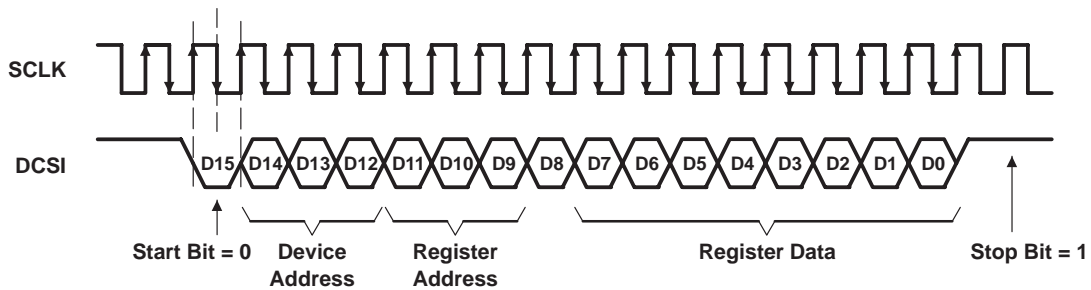 SCLK
DCSI
D15 D14 D13 D12 D11 D10 D9 D8 D7 D6 D5 D4 D3 D2 D1 D0
Start Bit = 0
Device
Address
Register
Address
Register Data
Stop Bit = 1